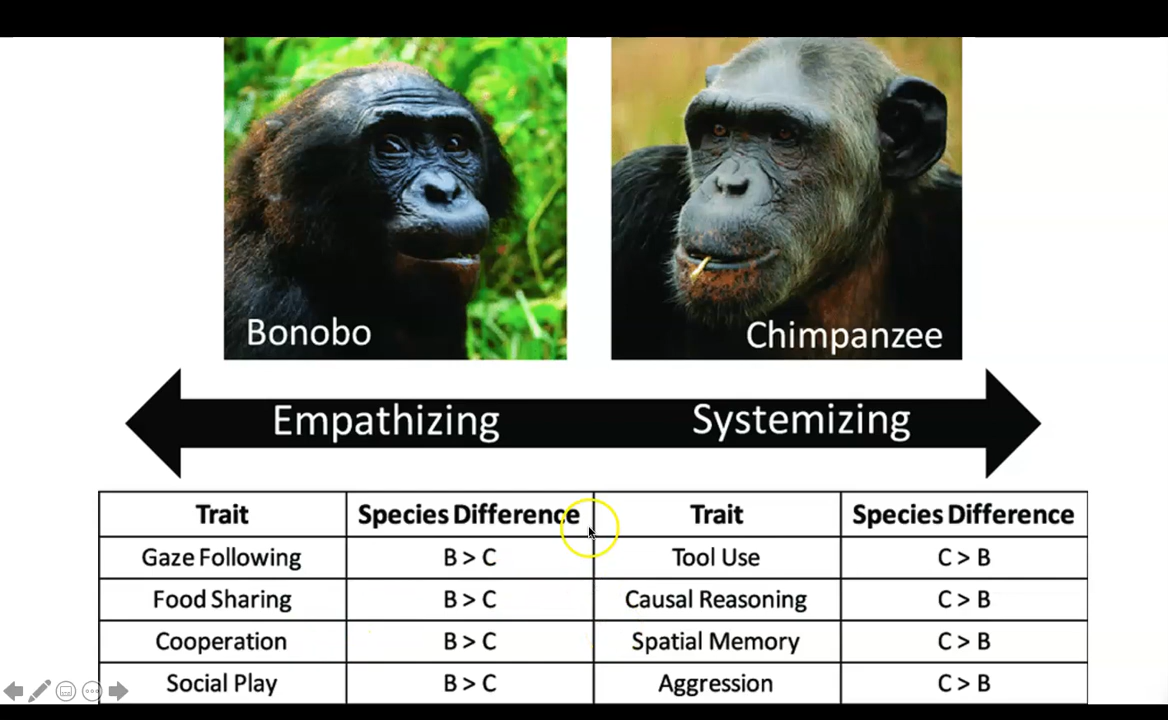 Bonobo
Chimpanzee
Empathizing
Systemizing
Trait Species Difference Trait Species Difference
Gaze Following B > C Tool Use C > B
Food Sharing B > C Causal Reasoning C > B
Cooperation B > C Spatial Memory C > B
Social Play B > C Aggression C > B